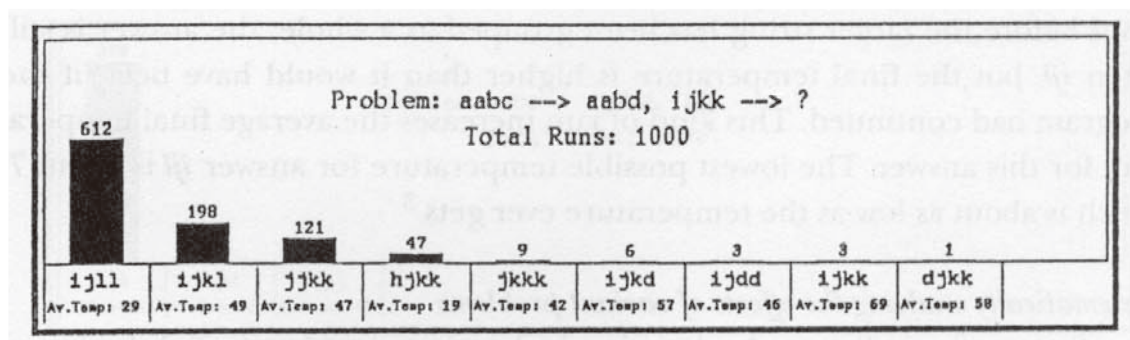 Problem: aabc --> aabd, ijkk --> ?
Total Runs: 1000
612 198 121 47 9 6 3 3 1
ijll ijkl jjkk hjkk jkkk ijkd ijdd ijkk djkk
Av.Temp: 29 Av.Temp: 49 Av.Temp: 47 Av.Temp: 19 Av.Temp: 42 Av.Temp: 57 Av.Temp: 46 Av.Temp: 69 Av.Temp: 58